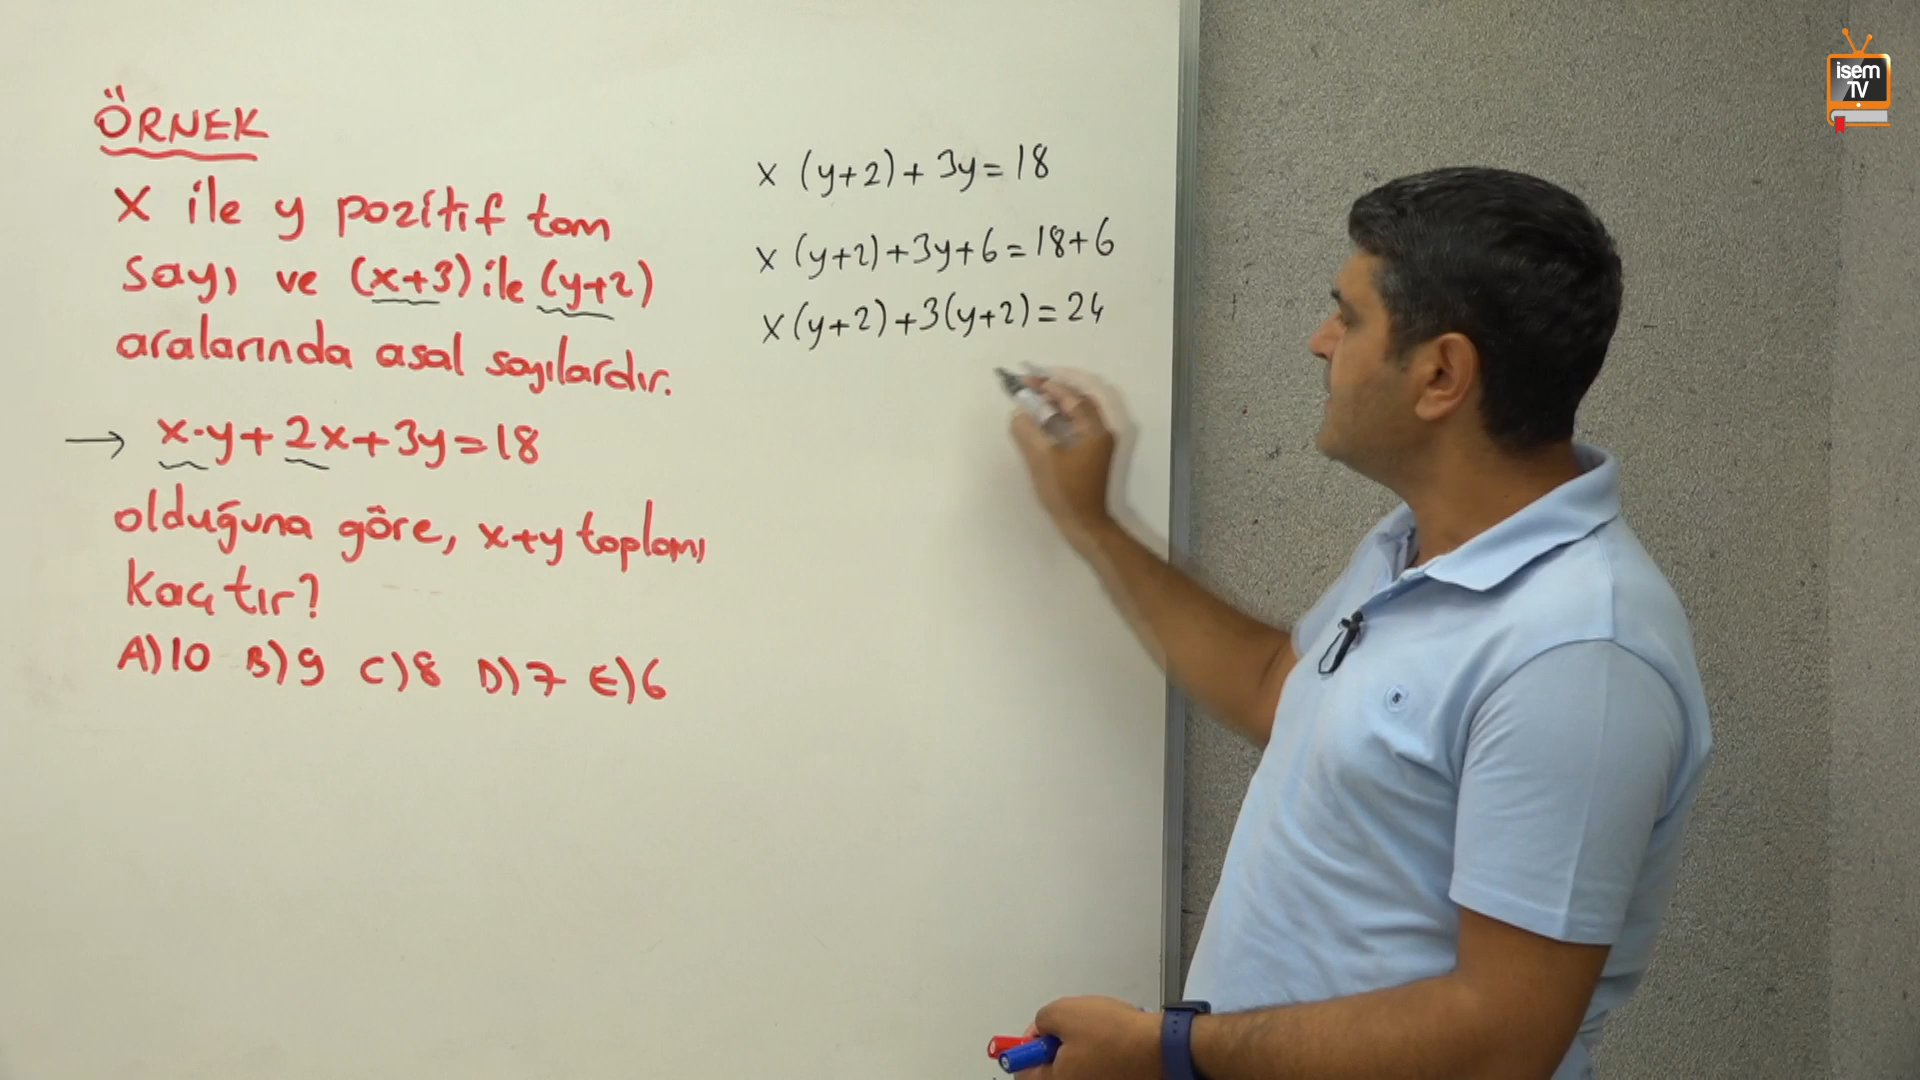 ÖRNEK
x ile y pozitif tam
sayı ve (x+3) ile (y+2)
aralarında asal sayılardır.
→ x·y+2x+3y=18
olduğuna göre, x+y toplamı
kaçtır?
A)10 B)9 C)8 D)7 E)6
x (y+2)+3y=18
x (y+2)+3y+6=18+6
x(y+2)+3(y+2)=24
isem
TV